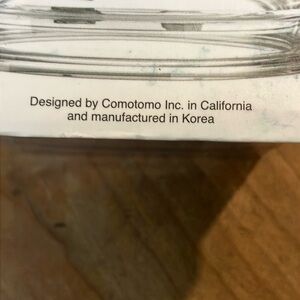 Designed by Comotomo Inc. in California
and manufactured in Korea